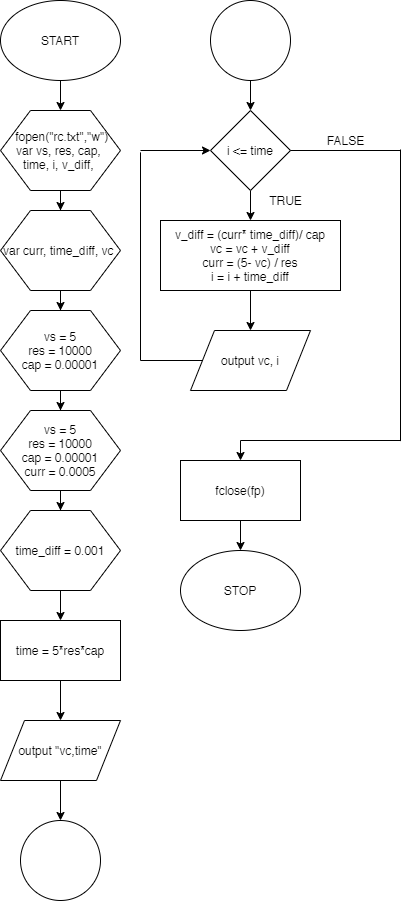 START
fopen("rc.txt","w")
var vs, res, cap,
time, i, v_diff,
var curr, time_diff, vc
vs = 5
res = 10000
cap = 0.00001
vs = 5
res = 10000
cap = 0.00001
curr = 0.0005
time_diff = 0.001
time = 5*res*cap
output "vc,time"
i <= time
FALSE
TRUE
v_diff = (curr* time_diff)/ cap
vc = vc + v_diff
curr = (5- vc) / res
i = i + time_diff
output vc, i
fclose(fp)
STOP